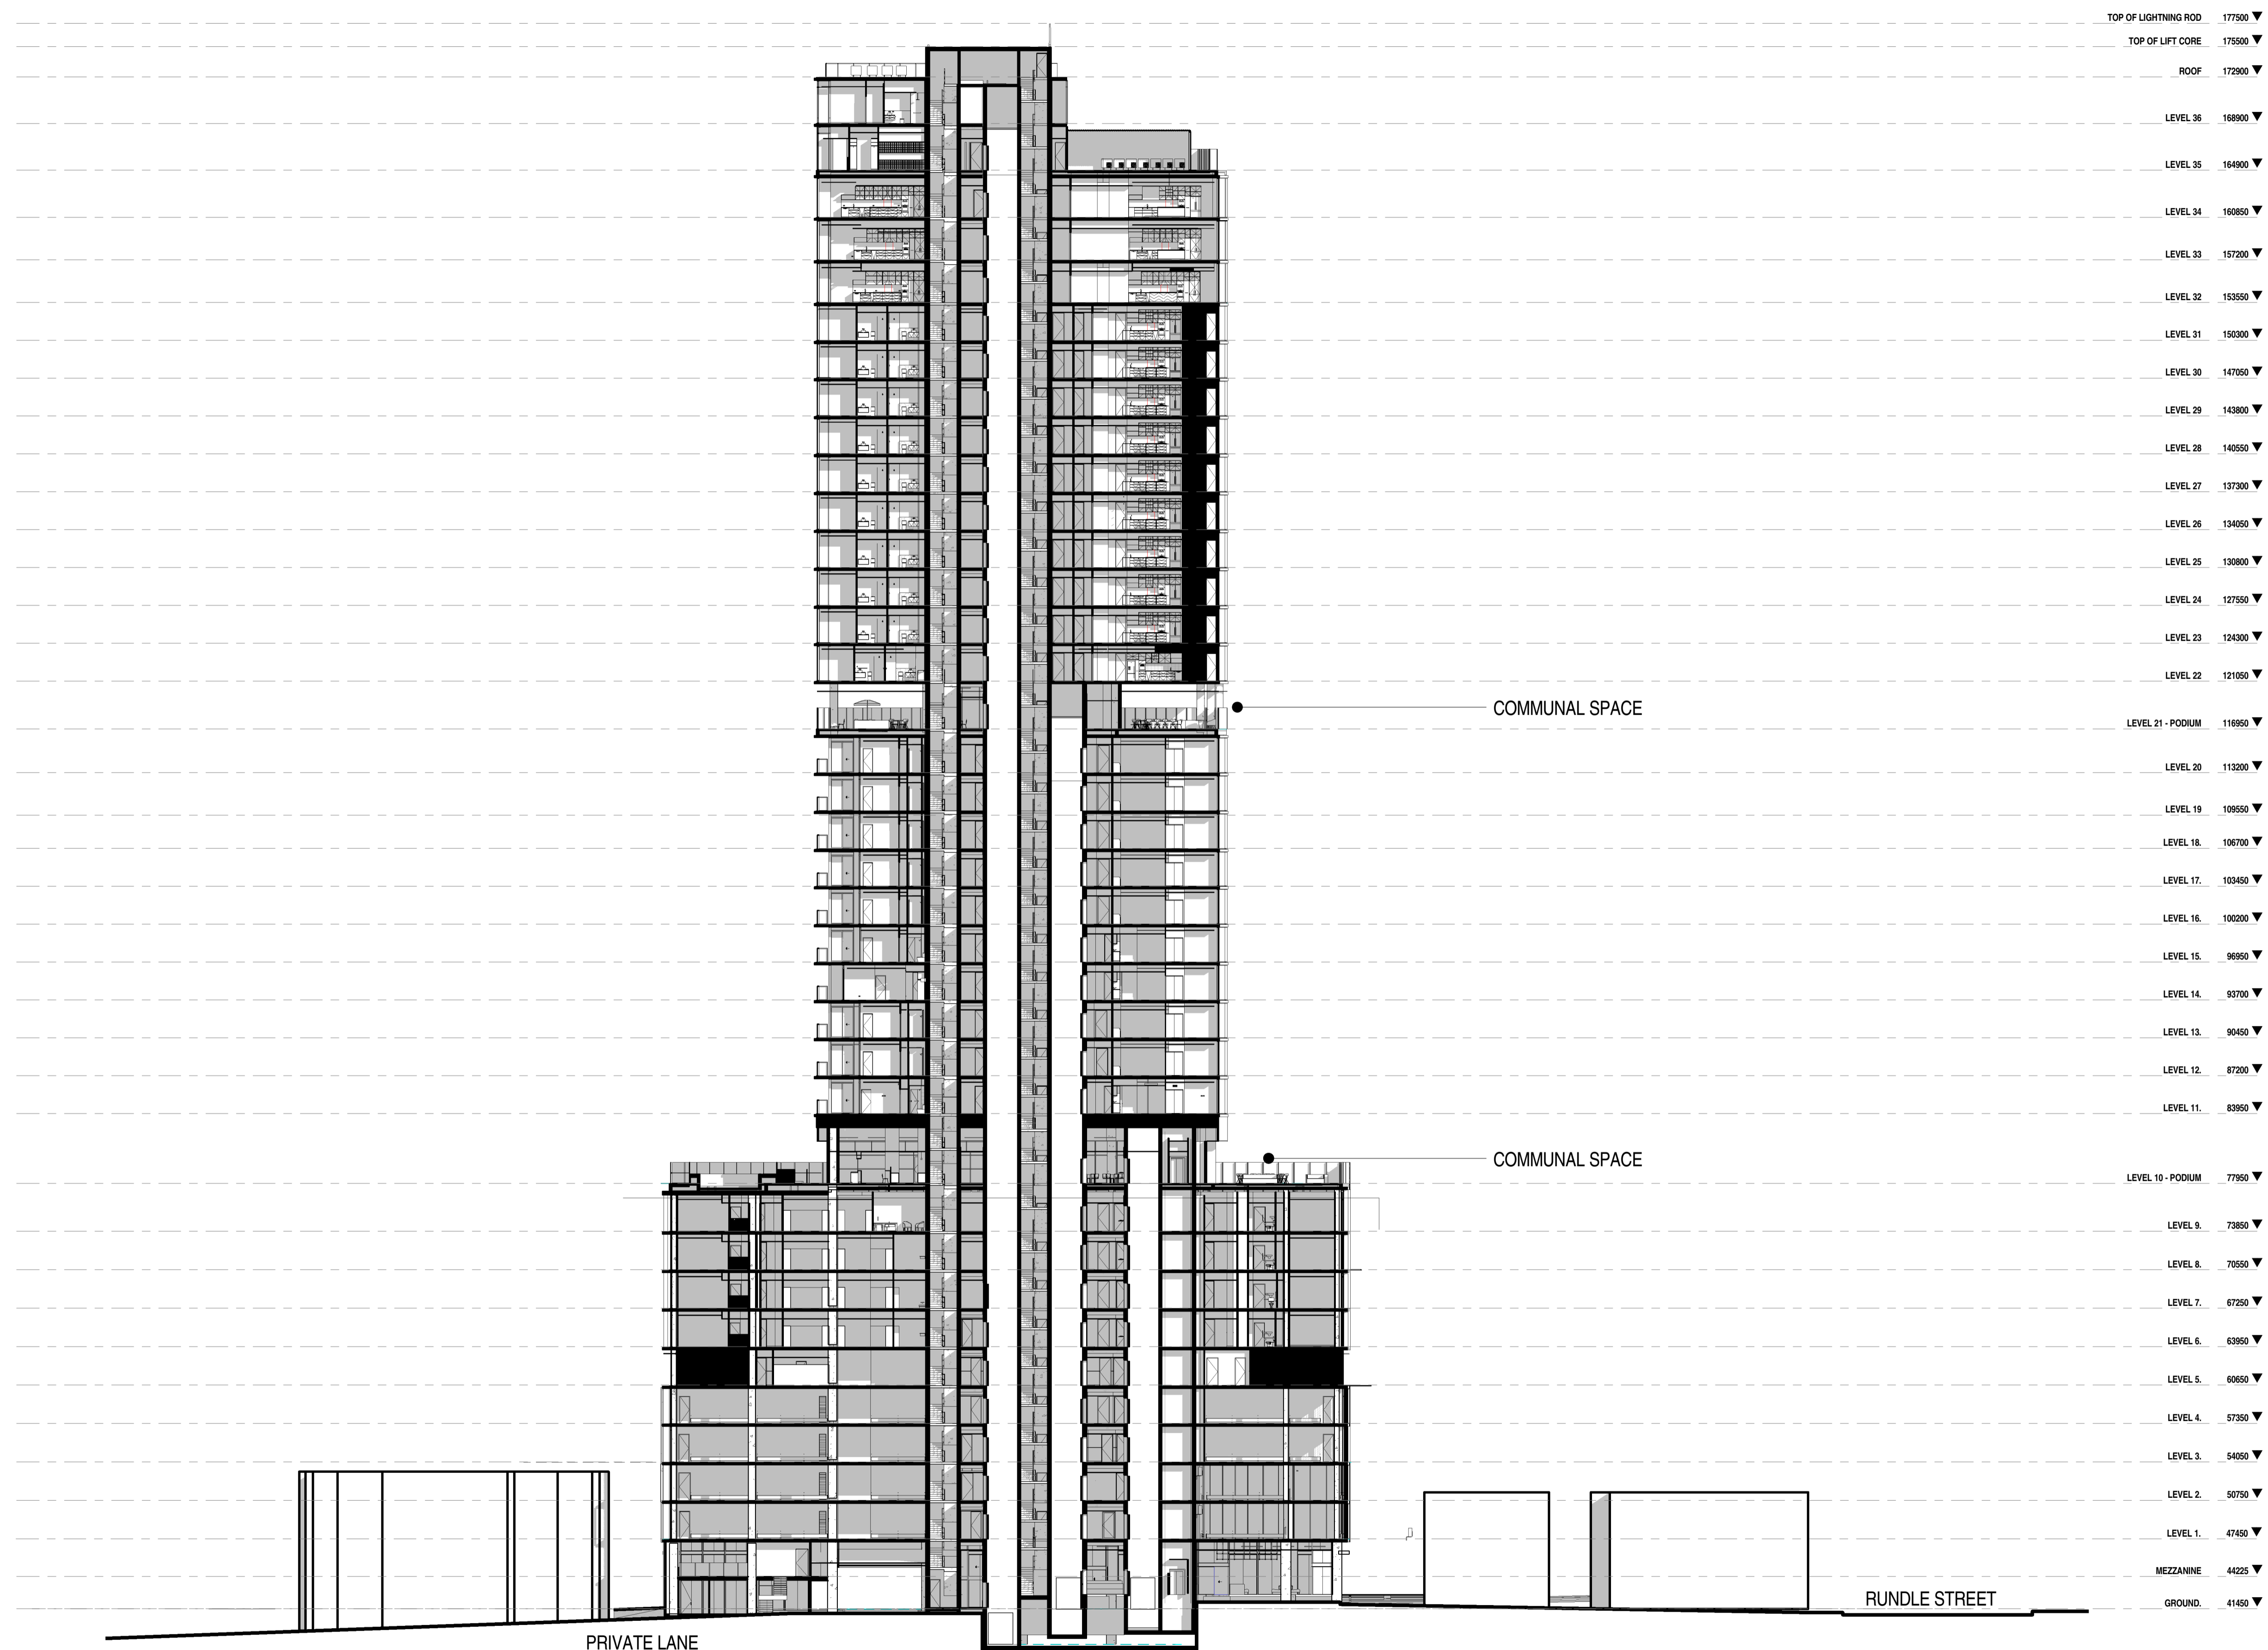 TOP OF LIGHTNING ROD 177500
TOP OF LIFT CORE 175500
ROOF 172900
LEVEL 36 168900
LEVEL 35 164900
LEVEL 34 160850
LEVEL 33 157200
LEVEL 32 153550
LEVEL 31 150300
LEVEL 30 147050
LEVEL 29 143800
LEVEL 28 140550
LEVEL 27 137300
LEVEL 26 134050
LEVEL 25 130800
LEVEL 24 127550
LEVEL 23 124300
LEVEL 22 121050
COMMUNAL SPACE
LEVEL 21 - PODIUM 116950
LEVEL 20 113200
LEVEL 19 109550
LEVEL 18. 106700
LEVEL 17. 103450
LEVEL 16. 100200
LEVEL 15. 96950
LEVEL 14. 93700
LEVEL 13. 90450
LEVEL 12. 87200
LEVEL 11. 83950
COMMUNAL SPACE
LEVEL 10 - PODIUM 77950
LEVEL 9. 73850
LEVEL 8. 70550
LEVEL 7. 67250
LEVEL 6. 63950
LEVEL 5. 60650
LEVEL 4. 57350
LEVEL 3. 54050
LEVEL 2. 50750
LEVEL 1. 47450
MEZZANINE 44225
RUNDLE STREET
GROUND. 41450
PRIVATE LANE